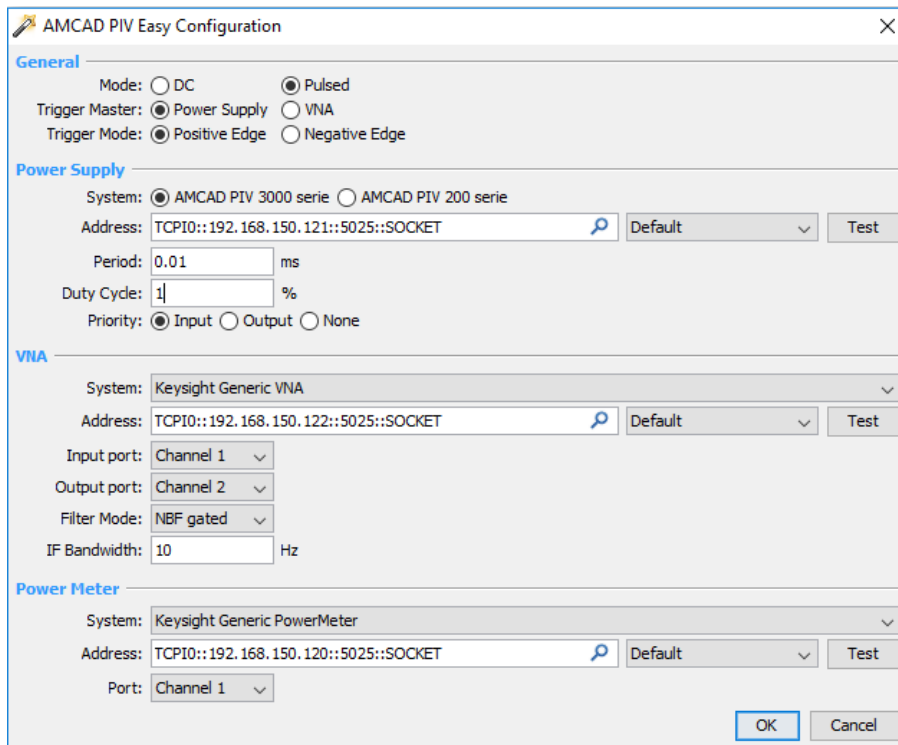 AMCAD PIV Easy Configuration
General
Mode: DC Pulsed
Trigger Master: Power Supply VNA
Trigger Mode: Positive Edge Negative Edge
Power Supply
System: AMCAD PIV 3000 serie AMCAD PIV 200 serie
Address: TCPI0::192.168.150.121::5025::SOCKET Default Test
Period: 0.01 ms
Duty Cycle: 1 %
Priority: Input Output None
VNA
System: Keysight Generic VNA
Address: TCPI0::192.168.150.122::5025::SOCKET Default Test
Input port: Channel 1
Output port: Channel 2
Filter Mode: NBF gated
IF Bandwidth: 10 Hz
Power Meter
System: Keysight Generic PowerMeter
Address: TCPI0::192.168.150.120::5025::SOCKET Default Test
Port: Channel 1
OK Cancel